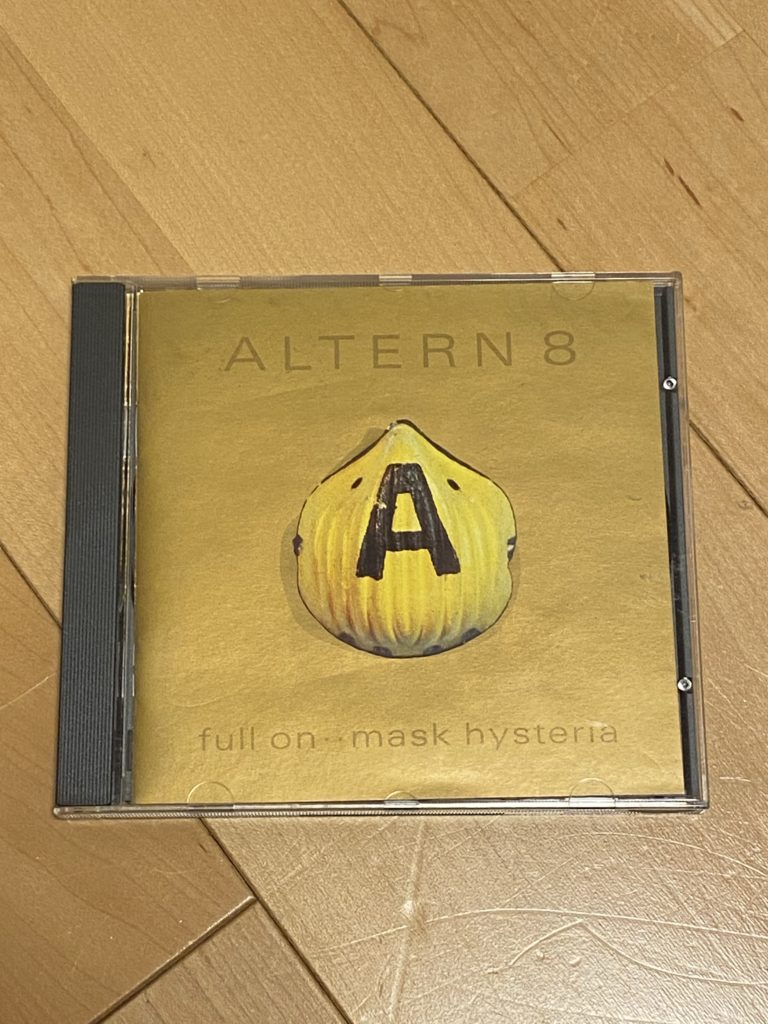 ALTERN 8
A
full on··mask hysteria